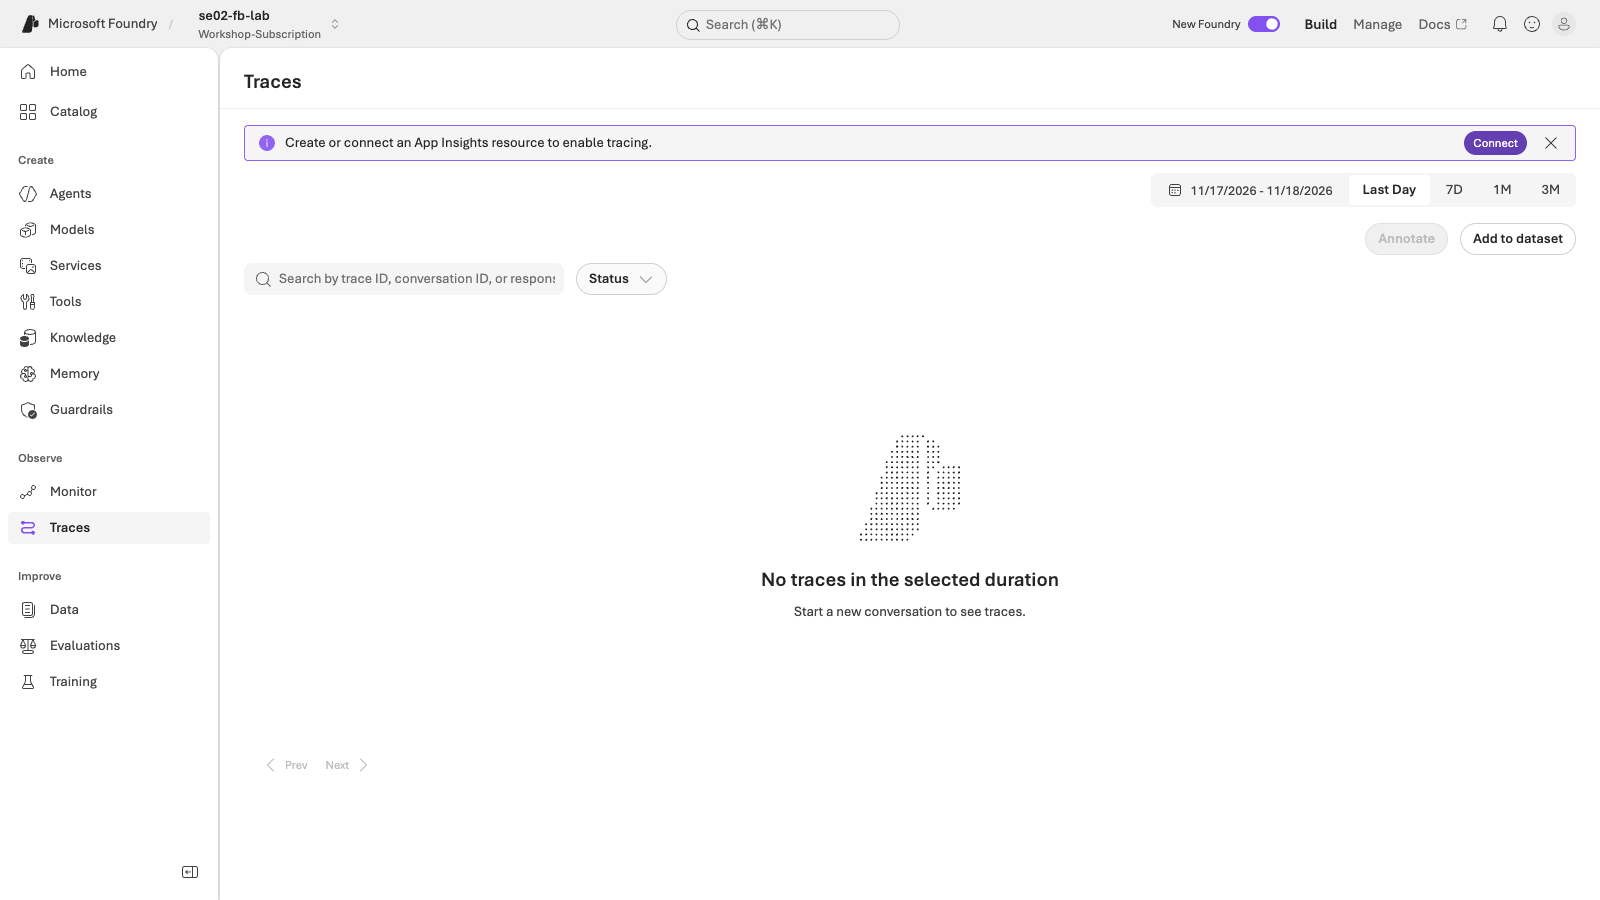 Microsoft Foundry
/
se02-fb-lab
Workshop-Subscription
Search (⌘K)
New Foundry
Build
Manage
Docs
Home
Catalog
Create
Agents
Models
Services
Tools
Knowledge
Memory
Guardrails
Observe
Monitor
Traces
Improve
Data
Evaluations
Training
Traces
Create or connect an App Insights resource to enable tracing.
Connect
11/17/2026 - 11/18/2026
Last Day
7D
1M
3M
Annotate
Add to dataset
Search by trace ID, conversation ID, or respons
Status
No traces in the selected duration
Start a new conversation to see traces.
Prev
Next